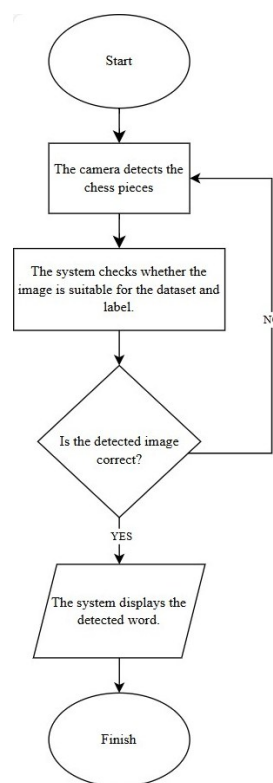 Start
The camera detects the
chess pieces
The system checks whether the
image is suitable for the dataset and
label.
Is the detected image
correct?
YES
The system displays the
detected word.
Finish